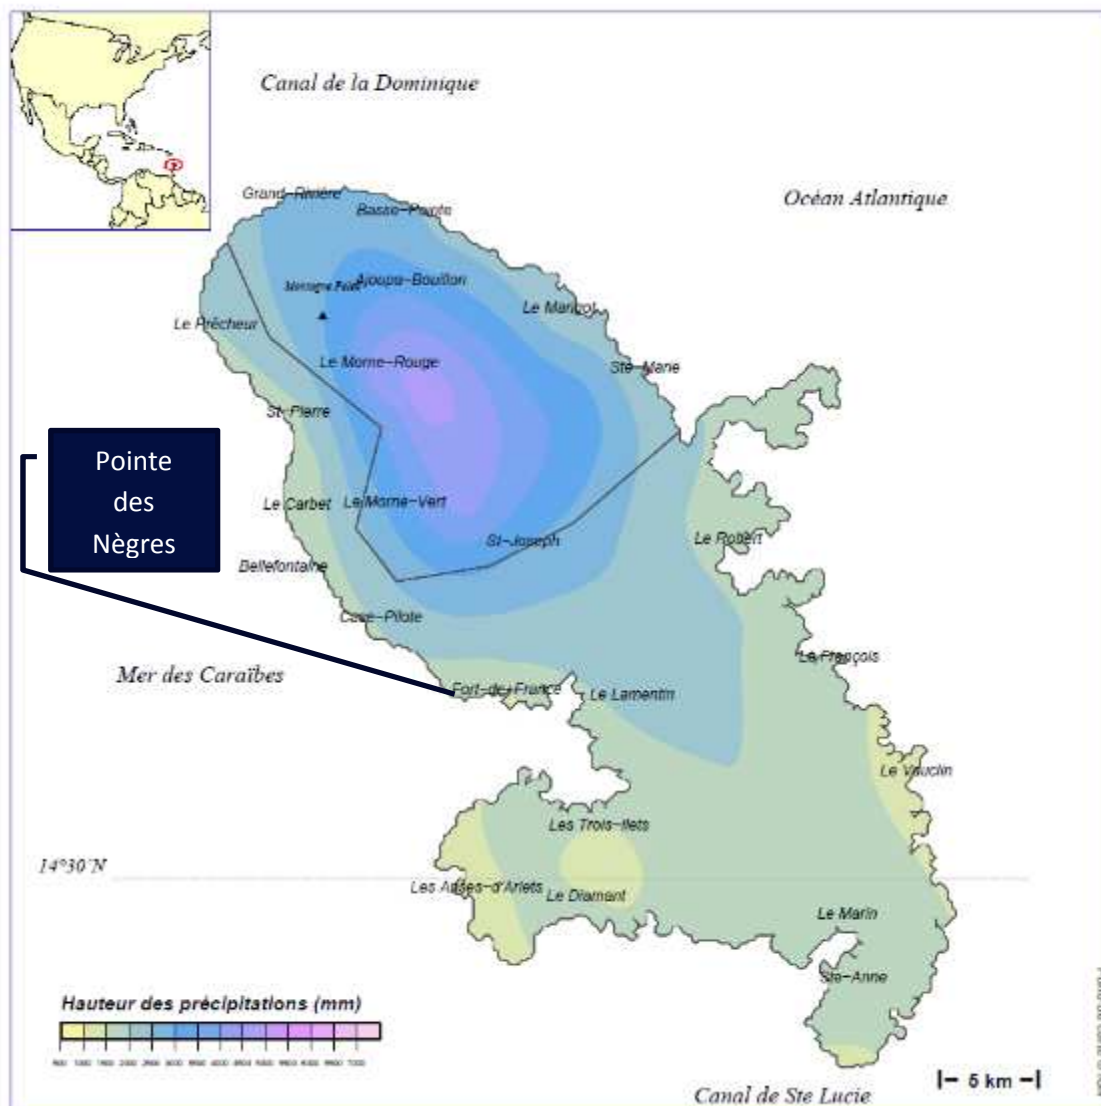 Canal de la Dominique
Océan Atlantique
Grand-Rivière
Basse-Pointe
Ajoupa-Bouillon
Montagne Pelée
Le Marigot
Le Prêcheur
Le Morne-Rouge
Ste-Marie
St-Pierre
Pointe
des
Nègres
Le Carbet
Le Morne-Vert
St-Joseph
Le Robert
Bellefontaine
Case-Pilote
Le François
Mer des Caraïbes
Fort-de-France
Le Lamentin
Le Vauclin
Les Trois-Ilets
14°30'N
Les Anses-d'Arlets
Le Diamant
Le Marin
Ste-Anne
Hauteur des précipitations (mm)
5 km
Canal de Ste Lucie